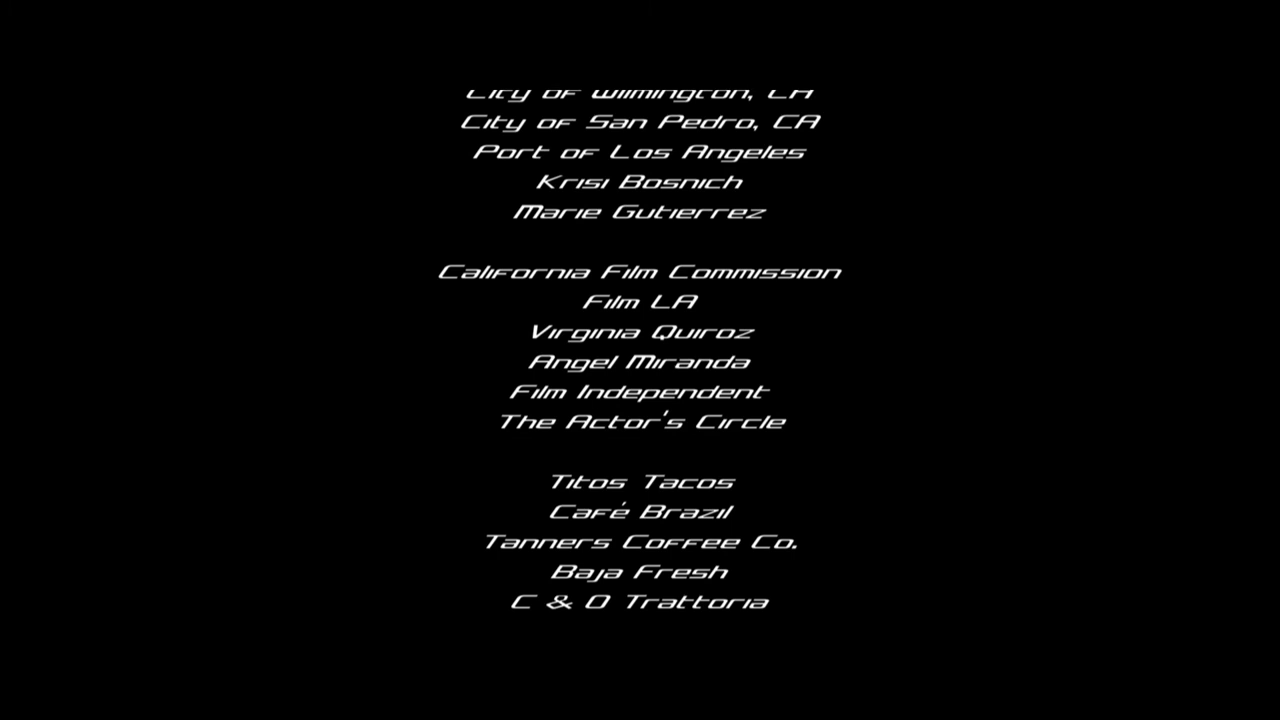 City of Wilmington, CA
City of San Pedro, CA
Port of Los Angeles
Krisi Bosnich
Marie Gutierrez
California Film Commission
Film LA
Virginia Quiroz
Angel Miranda
Film Independent
The Actor's Circle
Titos Tacos
Café Brazil
Tanners Coffee Co.
Baja Fresh
C & O Trattoria